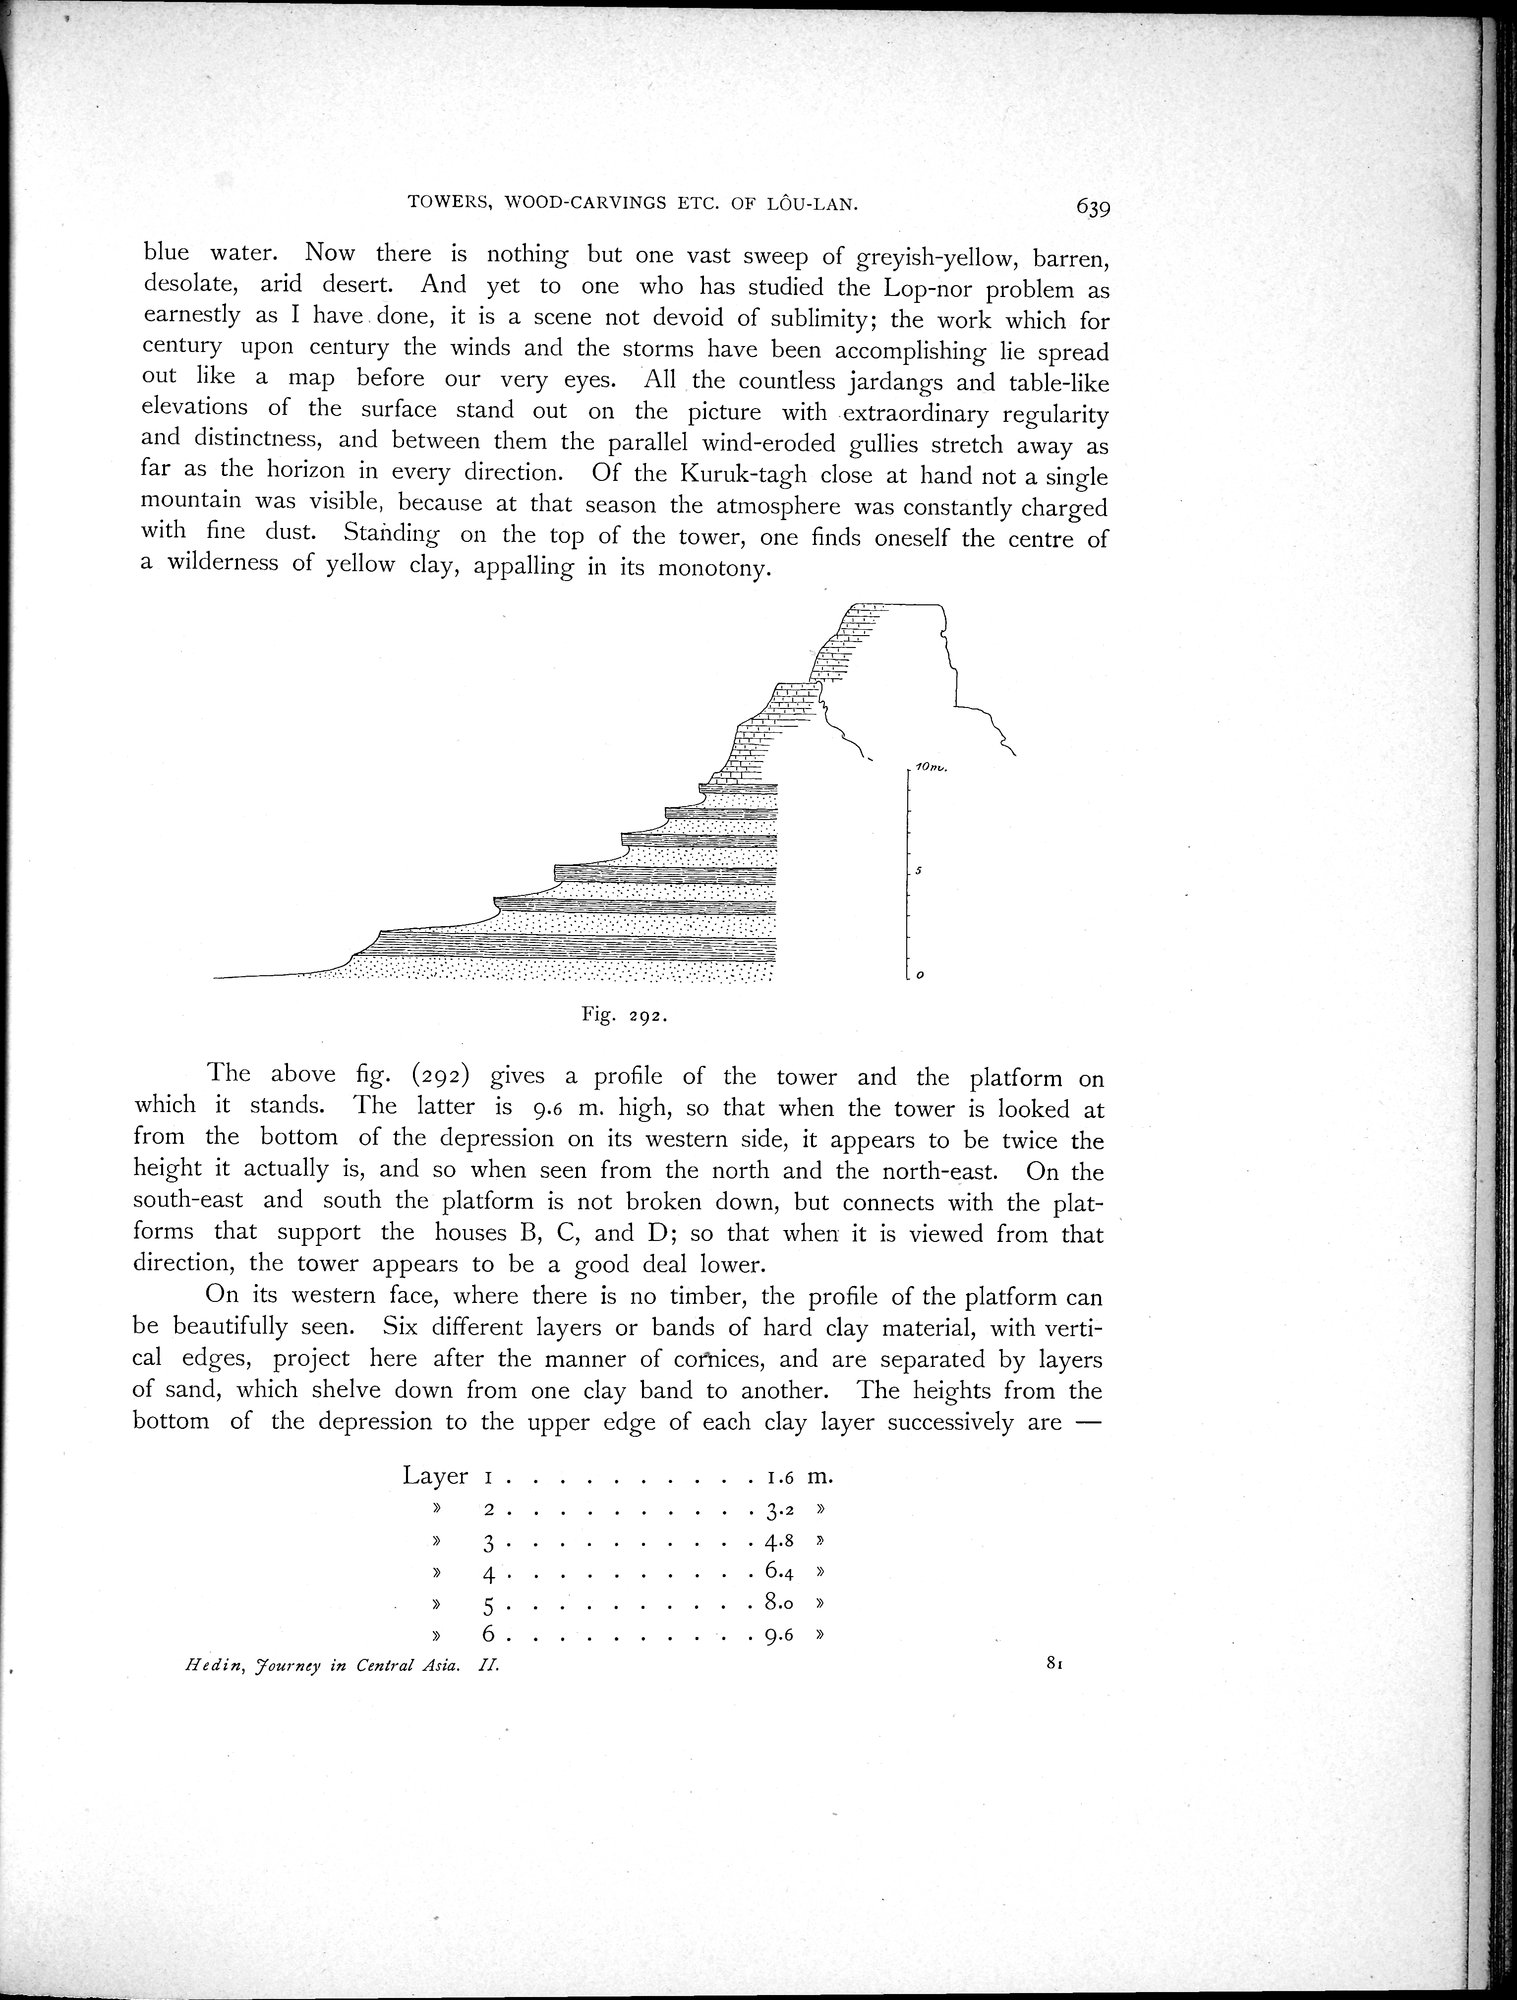 TOWERS, WOOD-CARVINGS ETC. OF LÔU-LAN. 639
blue water. Now there is nothing but one vast sweep of greyish-yellow, barren,
desolate, arid desert. And yet to one who has studied the Lop-nor problem as
earnestly as I have done, it is a scene not devoid of sublimity; the work which for
century upon century the winds and the storms have been accomplishing lie spread
out like a map before our very eyes. All the countless jardangs and table-like
elevations of the surface stand out on the picture with extraordinary regularity
and distinctness, and between them the parallel wind-eroded gullies stretch away as
far as the horizon in every direction. Of the Kuruk-tagh close at hand not a single
mountain was visible, because at that season the atmosphere was constantly charged
with fine dust. Standing on the top of the tower, one finds oneself the centre of
a wilderness of yellow clay, appalling in its monotony.
10 m.
5
0
Fig. 292.
The above fig. (292) gives a profile of the tower and the platform on
which it stands. The latter is 9.6 m. high, so that when the tower is looked at
from the bottom of the depression on its western side, it appears to be twice the
height it actually is, and so when seen from the north and the north-east. On the
south-east and south the platform is not broken down, but connects with the plat-
forms that support the houses B, C, and D; so that when it is viewed from that
direction, the tower appears to be a good deal lower.
On its western face, where there is no timber, the profile of the platform can
be beautifully seen. Six different layers or bands of hard clay material, with verti-
cal edges, project here after the manner of cornices, and are separated by layers
of sand, which shelve down from one clay band to another. The heights from the
bottom of the depression to the upper edge of each clay layer successively are —
Layer 1 . . . . . . . . . . 1.6 m.
» 2 . . . . . . . . . . 3.2 »
» 3 . . . . . . . . . . 4.8 »
» 4 . . . . . . . . . . 6.4 »
» 5 . . . . . . . . . . 8.0 »
» 6 . . . . . . . . . . 9.6 »
Hedin, Journey in Central Asia. II. 81